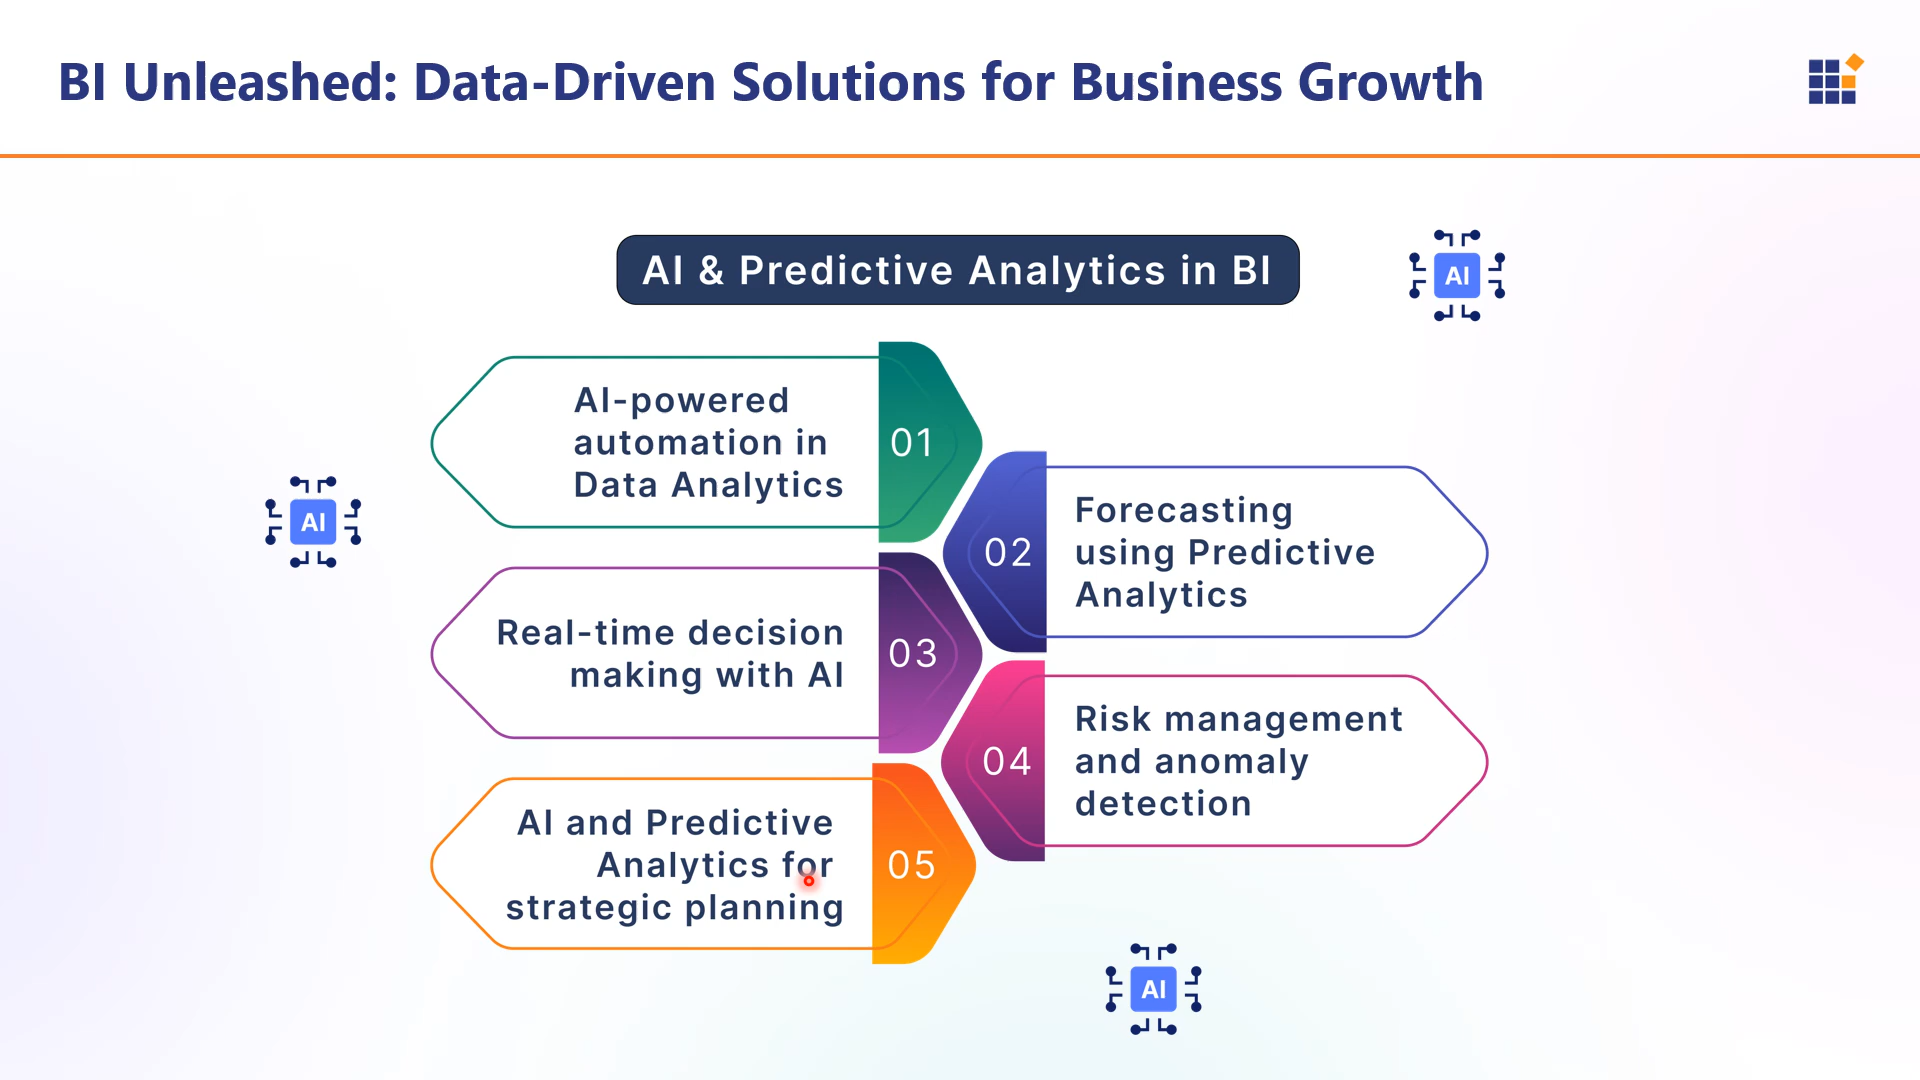 BI Unleashed: Data-Driven Solutions for Business Growth
AI & Predictive Analytics in BI
AI
AI-powered
automation in
Data Analytics
01
AI
02
Forecasting
using Predictive
Analytics
Real-time decision
making with AI
03
04
Risk management
and anomaly
detection
AI and Predictive
Analytics for
strategic planning
05
AI